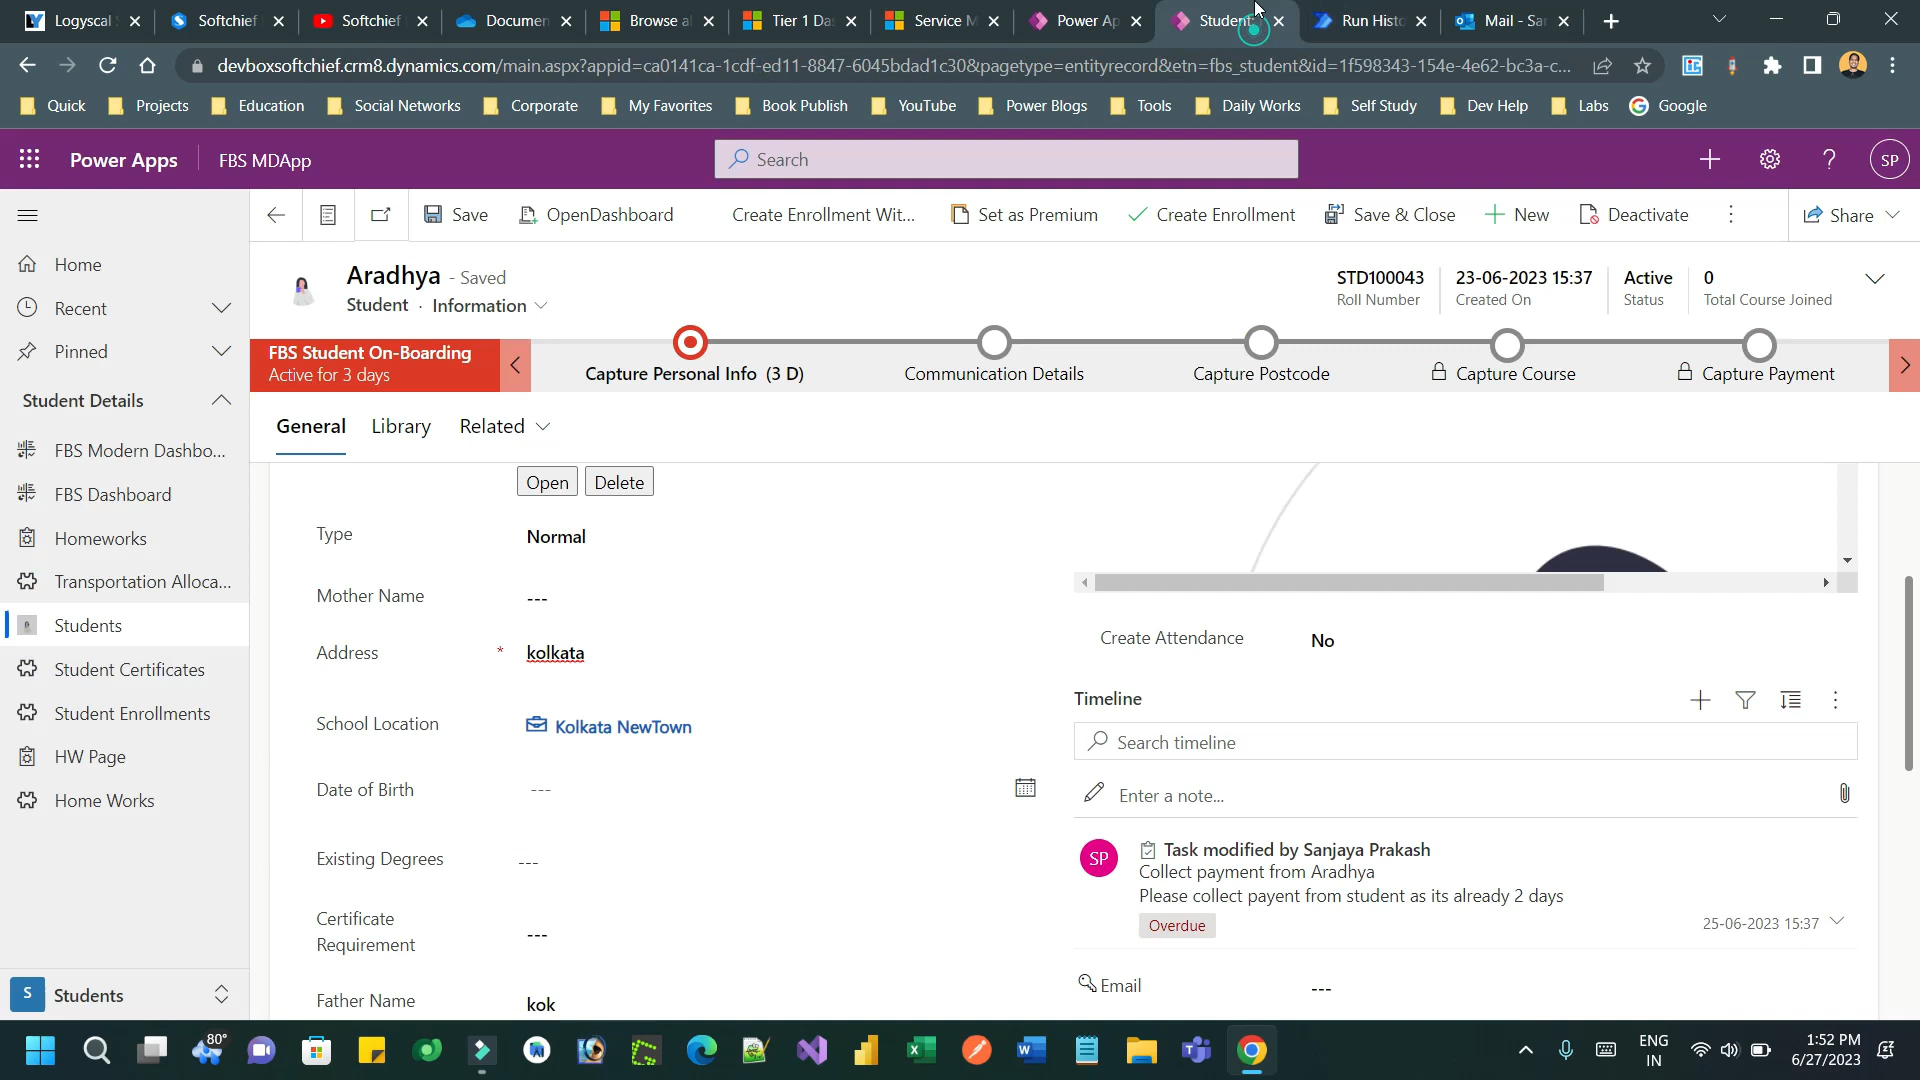 Logyscal
Softchief
Softchief
Documen
Browse a
Tier 1 Da
Service M
Power Ap
Student:
Run Histo
Mail - Sa
devboxsoftchief.crm8.dynamics.com/main.aspx?appid=ca0141ca-1cdf-ed11-8847-6045bdad1c30&pagetype=entityrecord&etn=fbs_student&id=1f598343-154e-4e62-bc3a-c...
Quick
Projects
Education
Social Networks
Corporate
My Favorites
Book Publish
YouTube
Power Blogs
Tools
Daily Works
Self Study
Dev Help
Labs
Google
Power Apps
FBS MDApp
Search
SP
Save
OpenDashboard
Create Enrollment Wit...
Set as Premium
Create Enrollment
Save & Close
New
Deactivate
Share
Home
Recent
Pinned
Student Details
FBS Modern Dashbo...
FBS Dashboard
Homeworks
Transportation Alloca...
Students
Student Certificates
Student Enrollments
HW Page
Home Works
S Students
Aradhya - Saved
Student · Information
STD100043
Roll Number
23-06-2023 15:37
Created On
Active
Status
0
Total Course Joined
FBS Student On-Boarding
Active for 3 days
Capture Personal Info (3 D)
Communication Details
Capture Postcode
Capture Course
Capture Payment
General
Library
Related
Open
Delete
Type
Normal
Mother Name
---
Address
* kolkata
School Location
Kolkata NewTown
Date of Birth
---
Existing Degrees
---
Certificate
Requirement
---
Father Name
kok
Create Attendance
No
Timeline
Search timeline
Enter a note...
SP
Task modified by Sanjaya Prakash
Collect payment from Aradhya
Please collect payent from student as its already 2 days
Overdue
25-06-2023 15:37
Email
---
80°
ENG
IN
1:52 PM
6/27/2023